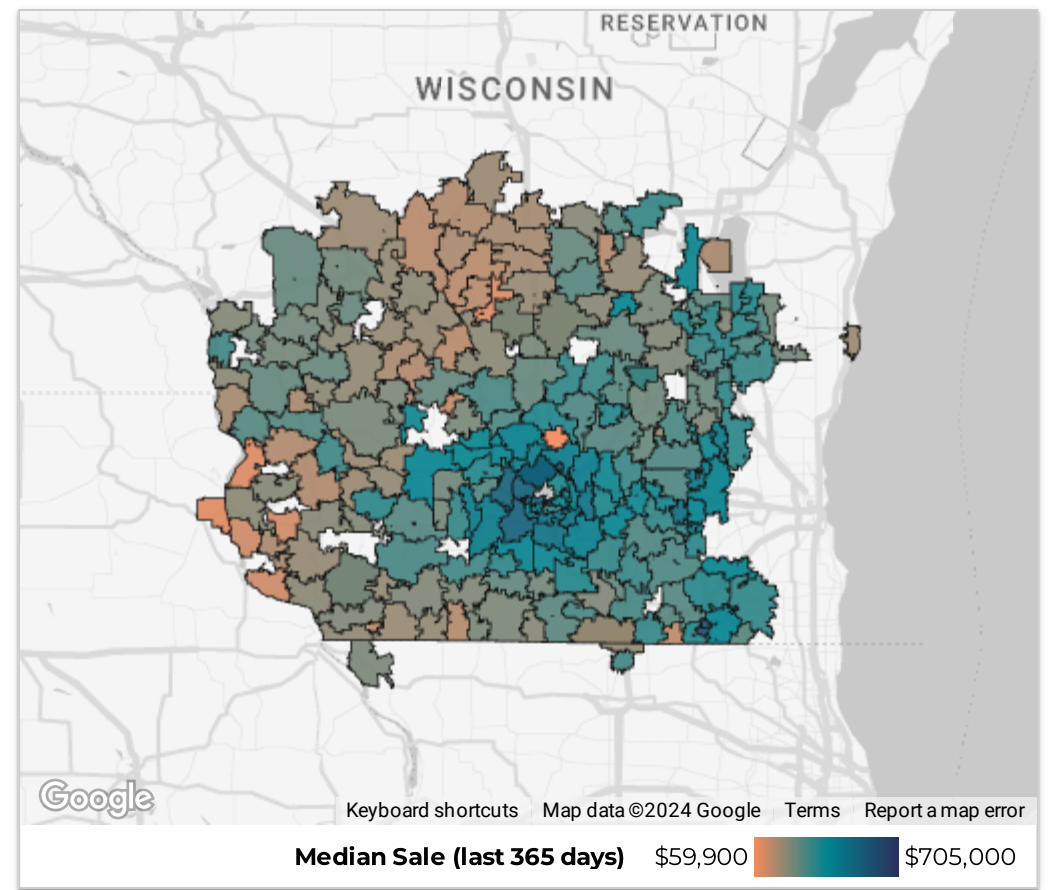 RESERVATION
WISCONSIN
Google
Keyboard shortcuts Map data ©2024 Google Terms Report a map error
Median Sale (last 365 days) $59,900 $705,000